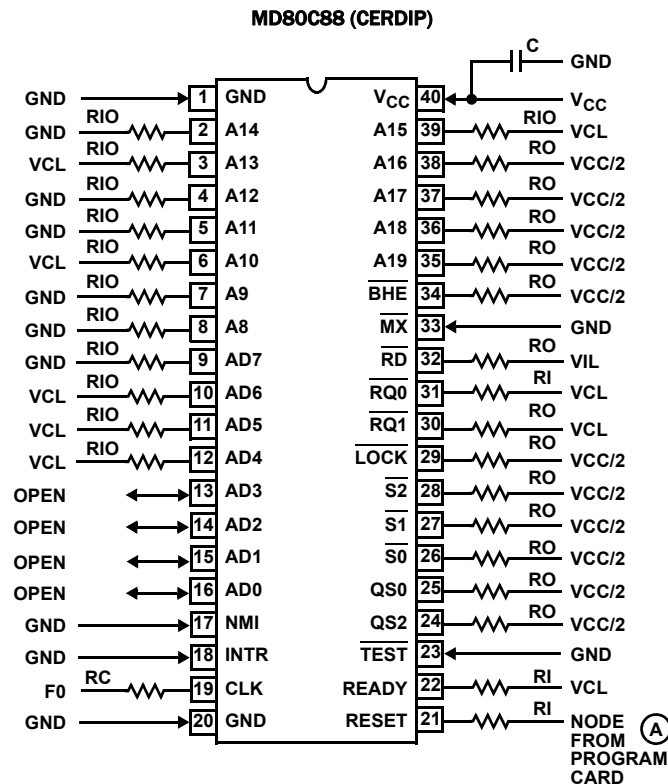 MD80C88 (CERDIP)
C GND
GND 1 GND VCC 40 VCC
GND RIO 2 A14 A15 39 RIO VCL
VCL RIO 3 A13 A16 38 RO VCC/2
GND RIO 4 A12 A17 37 RO VCC/2
GND RIO 5 A11 A18 36 RO VCC/2
VCL RIO 6 A10 A19 35 RO VCC/2
GND RIO 7 A9 BHE 34 RO VCC/2
GND RIO 8 A8 MX 33 GND
GND RIO 9 AD7 RD 32 RO VIL
VCL RIO 10 AD6 RQ0 31 RI VCL
VCL RIO 11 AD5 RQ1 30 RO VCL
VCL RIO 12 AD4 LOCK 29 RO VCC/2
OPEN 13 AD3 S2 28 RO VCC/2
OPEN 14 AD2 S1 27 RO VCC/2
OPEN 15 AD1 S0 26 RO VCC/2
OPEN 16 AD0 QS0 25 RO VCC/2
GND 17 NMI QS2 24 RO VCC/2
GND 18 INTR TEST 23 GND
F0 RC 19 CLK READY 22 RI VCL
GND 20 GND RESET 21 RI NODE A
FROM
PROGRAM
CARD